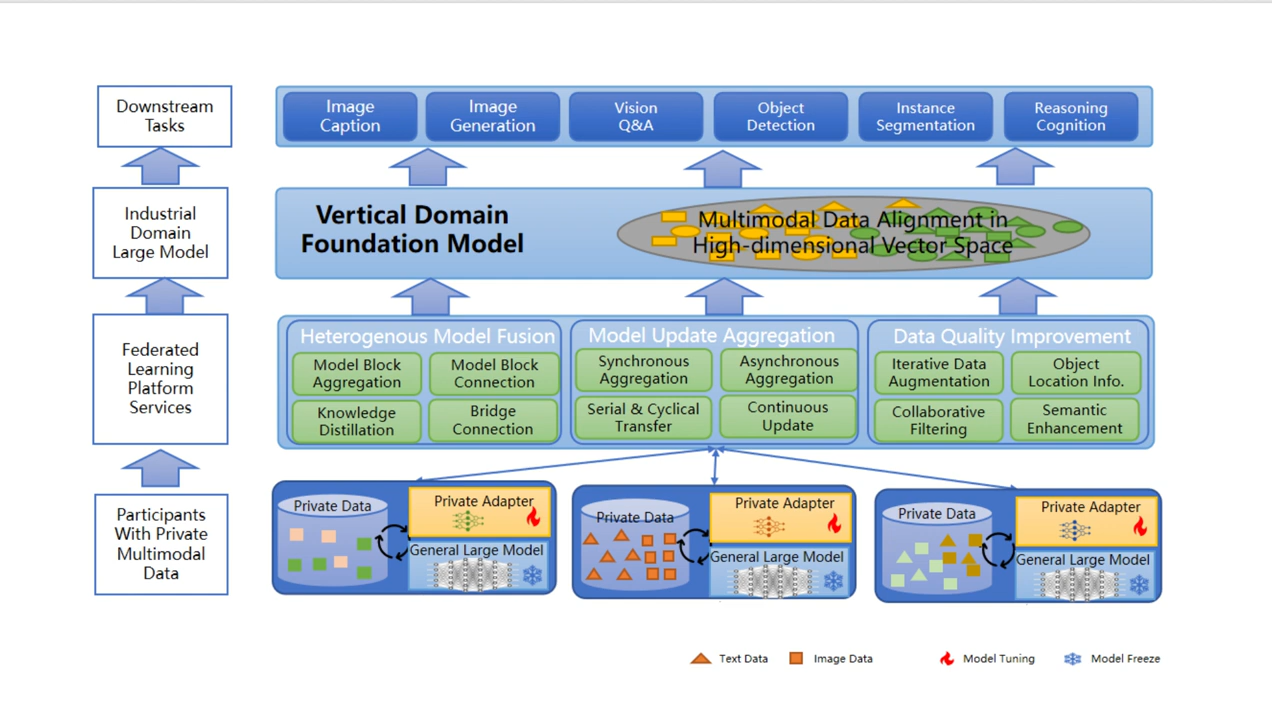 Downstream
Tasks
Image
Caption
Image
Generation
Vision
Q&A
Object
Detection
Instance
Segmentation
Reasoning
Cognition
Industrial
Domain
Large Model
Vertical Domain
Foundation Model
Multimodal Data Alignment in
High-dimensional Vector Space
Federated
Learning
Platform
Services
Heterogenous Model Fusion
Model Block
Aggregation
Model Block
Connection
Knowledge
Distillation
Bridge
Connection
Model Update Aggregation
Synchronous
Aggregation
Asynchronous
Aggregation
Serial & Cyclical
Transfer
Continuous
Update
Data Quality Improvement
Iterative Data
Augmentation
Object
Location Info.
Collaborative
Filtering
Semantic
Enhancement
Participants
With Private
Multimodal
Data
Private Data
Private Adapter
General Large Model
Private Data
Private Adapter
General Large Model
Private Data
Private Adapter
General Large Model
Text Data
Image Data
Model Tuning
Model Freeze